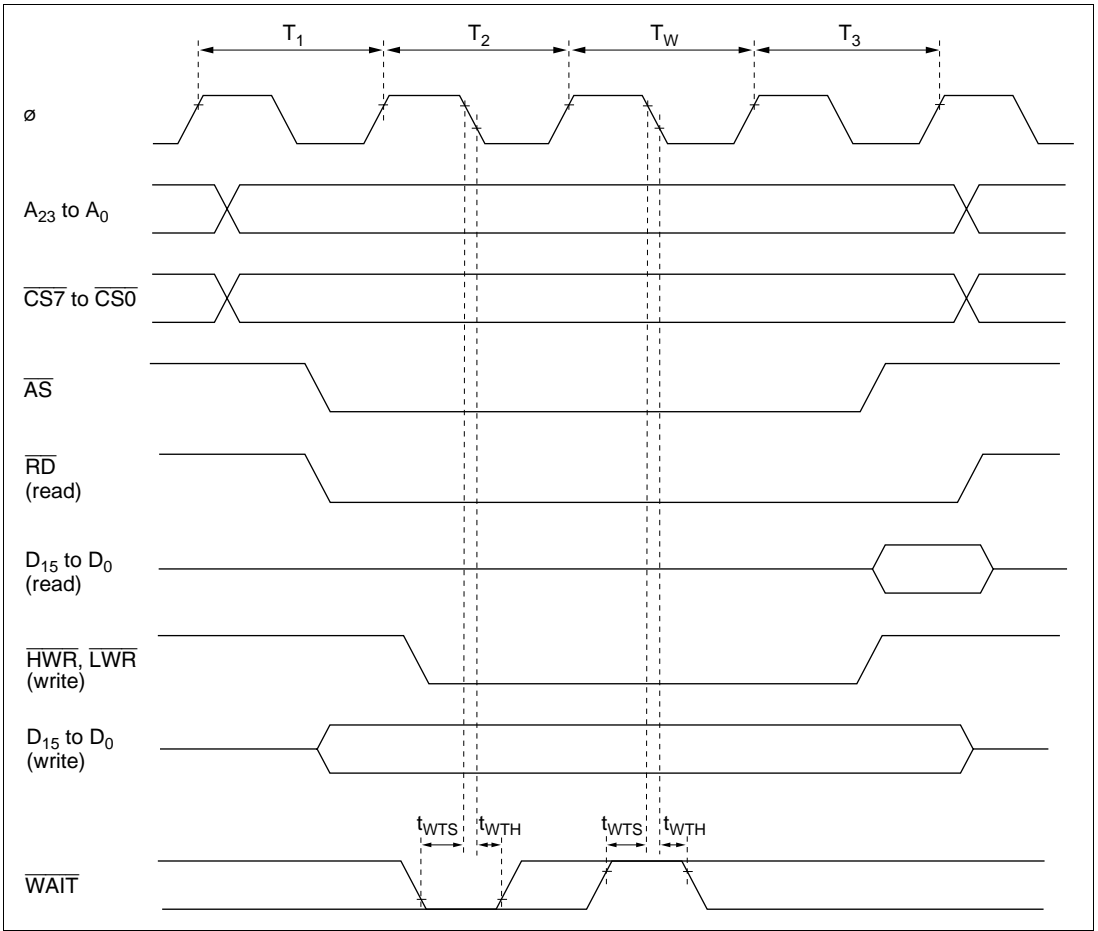 T1 T2 TW T3
ø
A23 to A0
CS7 to CS0
AS
RD
(read)
D15 to D0
(read)
HWR, LWR
(write)
D15 to D0
(write)
tWTS tWTH tWTS tWTH
WAIT